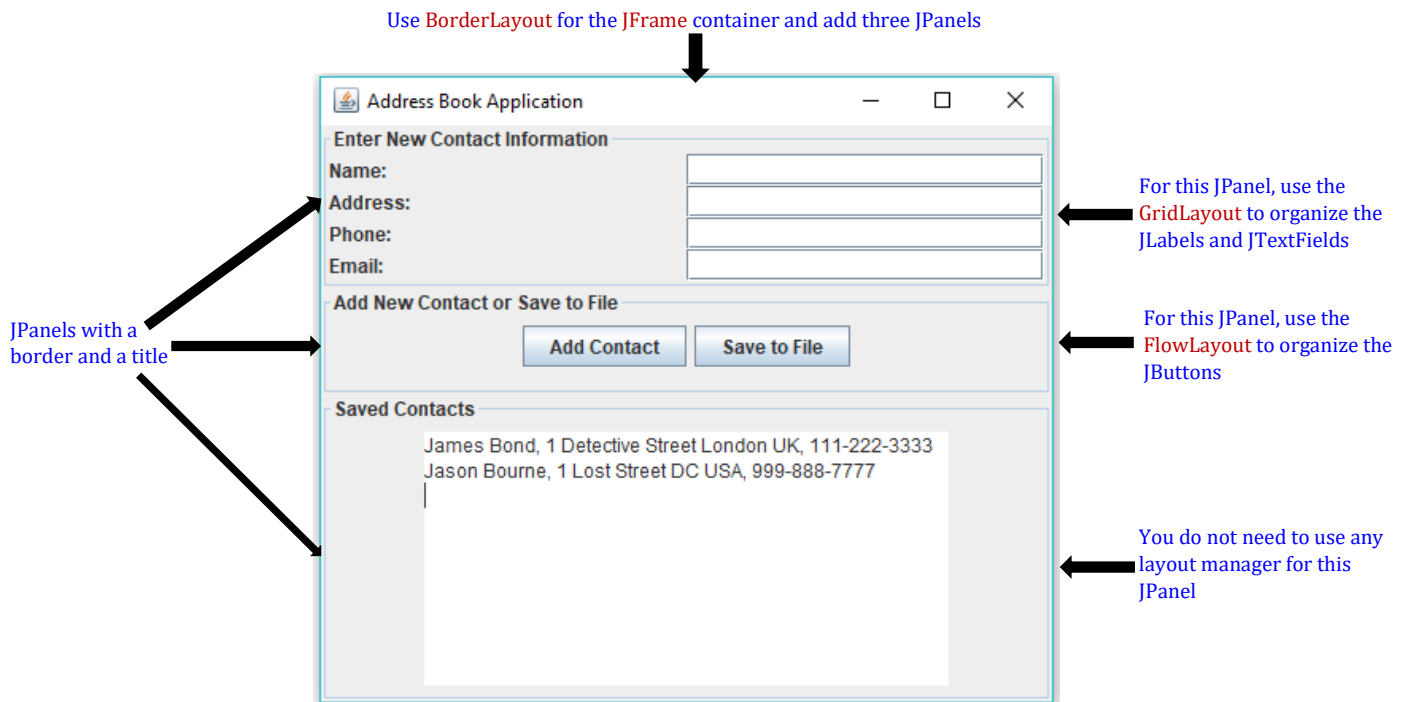 Use BorderLayout for the JFrame container and add three JPanels
Address Book Application
Enter New Contact Information
Name:
Address:
Phone:
Email:
For this JPanel, use the
GridLayout to organize the
JLabels and JTextFields
Add New Contact or Save to File
Add Contact
Save to File
JPanels with a
border and a title
For this JPanel, use the
FlowLayout to organize the
JButtons
Saved Contacts
James Bond, 1 Detective Street London UK, 111-222-3333
Jason Bourne, 1 Lost Street DC USA, 999-888-7777
You do not need to use any
layout manager for this
JPanel